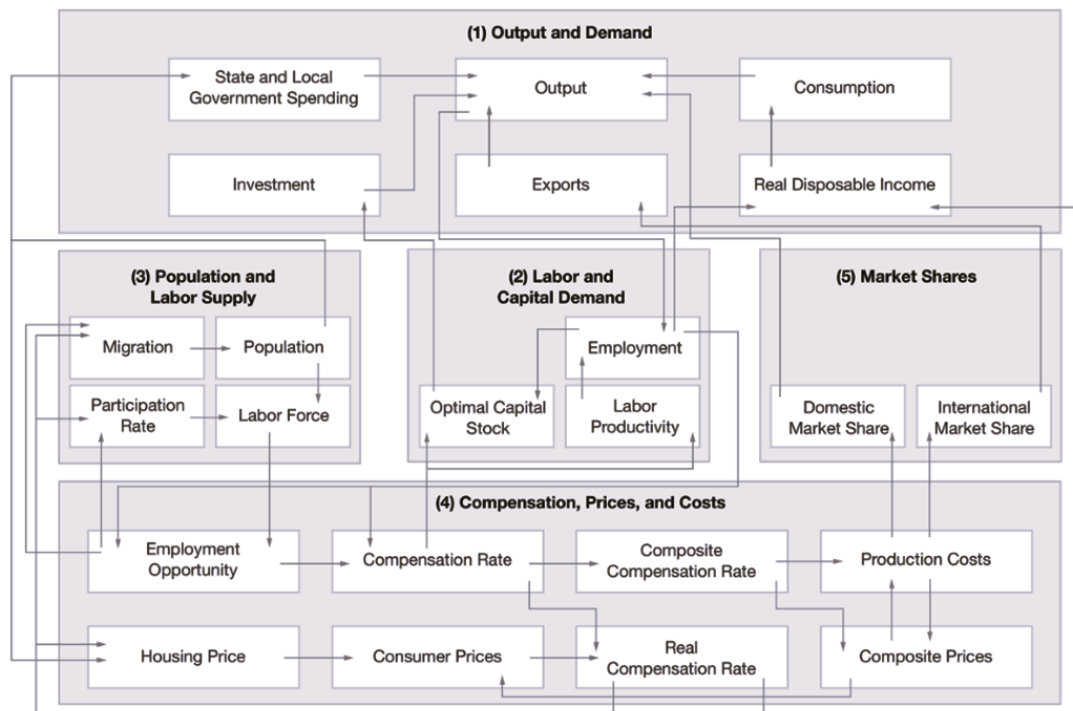 (1) Output and Demand
State and Local
Government Spending
Output
Consumption
Investment
Exports
Real Disposable Income
(3) Population and
Labor Supply
(2) Labor and
Capital Demand
(5) Market Shares
Migration
Population
Employment
Participation
Rate
Labor Force
Optimal Capital
Stock
Labor
Productivity
Domestic
Market Share
International
Market Share
(4) Compensation, Prices, and Costs
Employment
Opportunity
Compensation Rate
Composite
Compensation Rate
Production Costs
Housing Price
Consumer Prices
Real
Compensation Rate
Composite Prices